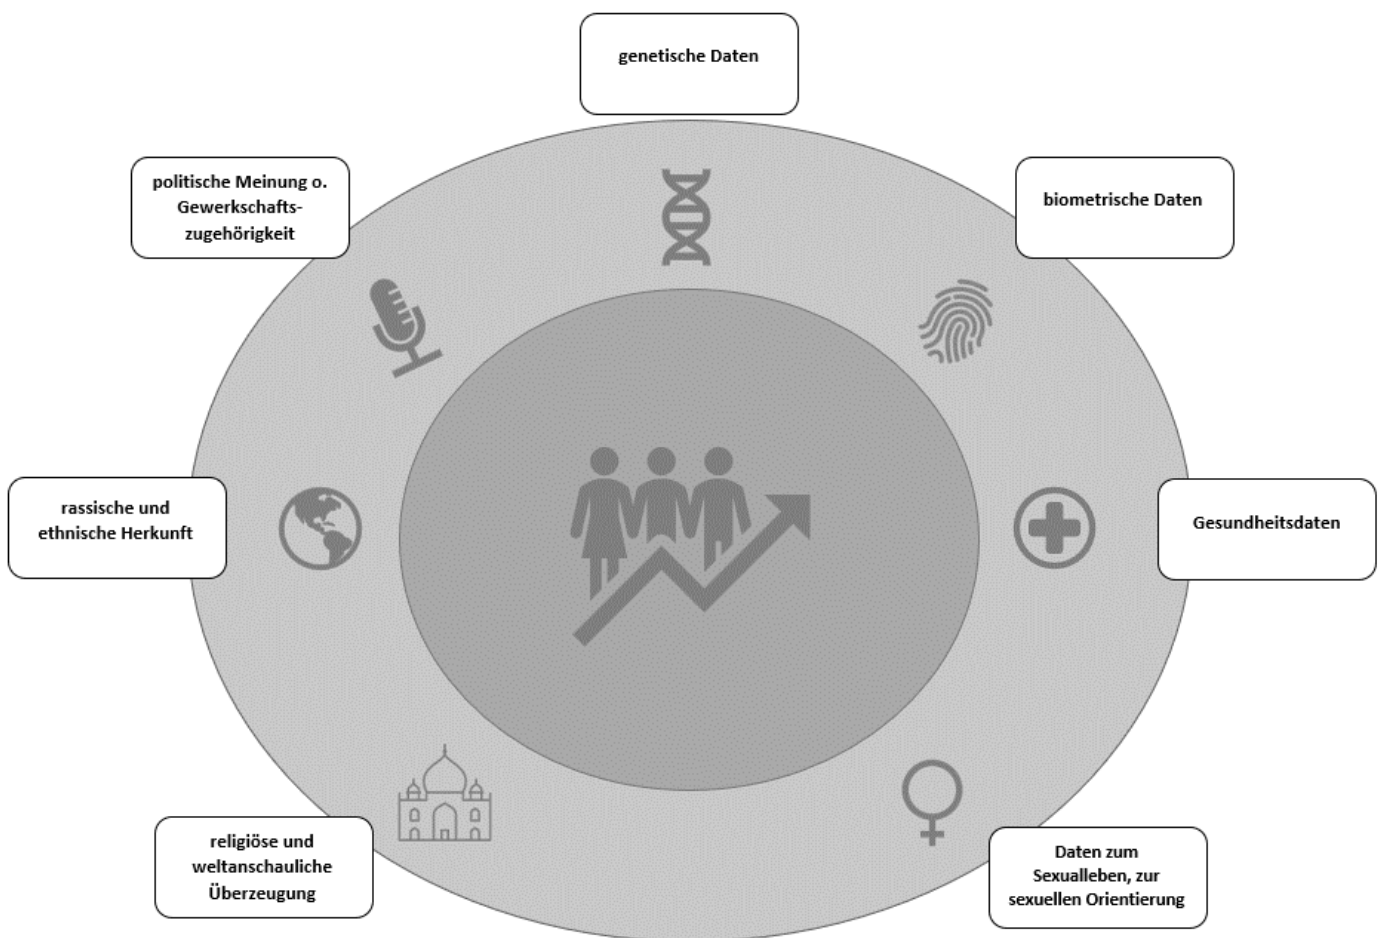 genetische Daten
politische Meinung o.
Gewerkschafts-
zugehörigkeit
biometrische Daten
rassische und
ethnische Herkunft
Gesundheitsdaten
religiöse und
weltanschauliche
Überzeugung
Daten zum
Sexualleben, zur
sexuellen Orientierung